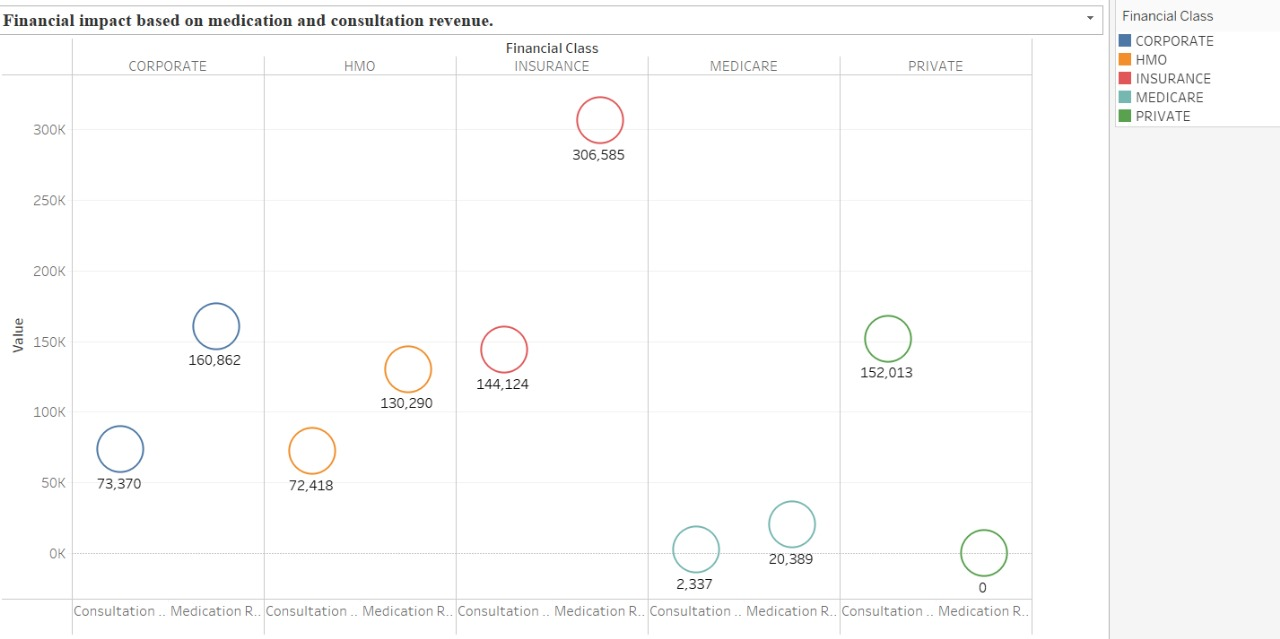 Financial impact based on medication and consultation revenue.
Financial Class
CORPORATE HMO INSURANCE MEDICARE PRIVATE
Value
300K
250K
200K
150K
100K
50K
0K
306,585
160,862
130,290
144,124
152,013
73,370
72,418
2,337
20,389
0
Consultation .. Medication R.. Consultation .. Medication R.. Consultation .. Medication R.. Consultation .. Medication R.. Consultation .. Medication R..
Financial Class
CORPORATE
HMO
INSURANCE
MEDICARE
PRIVATE